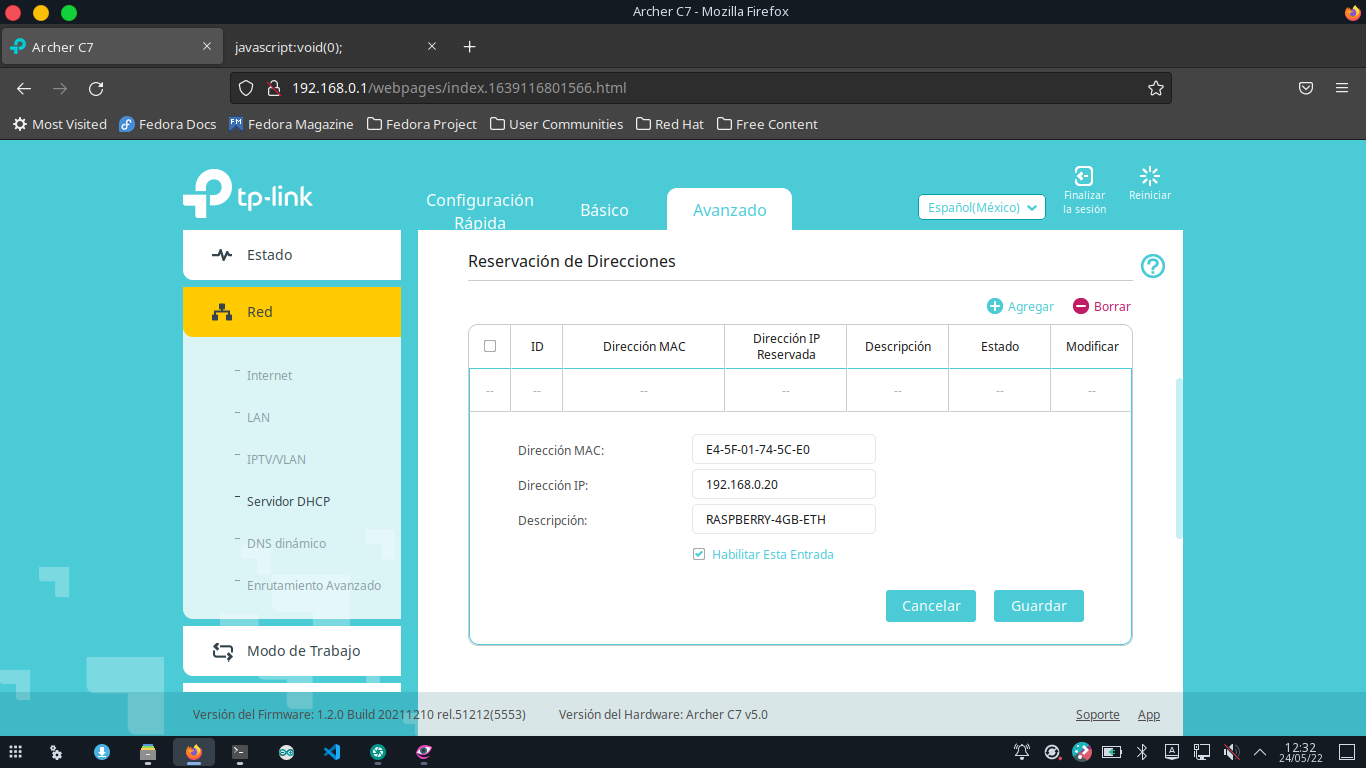 Archer C7 - Mozilla Firefox
Archer C7
javascript:void(0);
192.168.0.1/webpages/index.1639116801566.html
Most Visited
Fedora Docs
Fedora Magazine
Fedora Project
User Communities
Red Hat
Free Content
tp-link
Configuración
Rápida
Básico
Avanzado
Español(México)
Finalizar
la sesión
Reiniciar
Estado
Red
Internet
LAN
IPTV/VLAN
Servidor DHCP
DNS dinámico
Enrutamiento Avanzado
Modo de Trabajo
Reservación de Direcciones
Agregar
Borrar
ID
Dirección MAC
Dirección IP
Reservada
Descripción
Estado
Modificar
-- -- -- -- -- -- --
Dirección MAC: E4-5F-01-74-5C-E0
Dirección IP: 192.168.0.20
Descripción: RASPBERRY-4GB-ETH
Habilitar Esta Entrada
Cancelar
Guardar
Versión del Firmware: 1.2.0 Build 20211210 rel.51212(5553)
Versión del Hardware: Archer C7 v5.0
Soporte
App
12:32
24/05/22